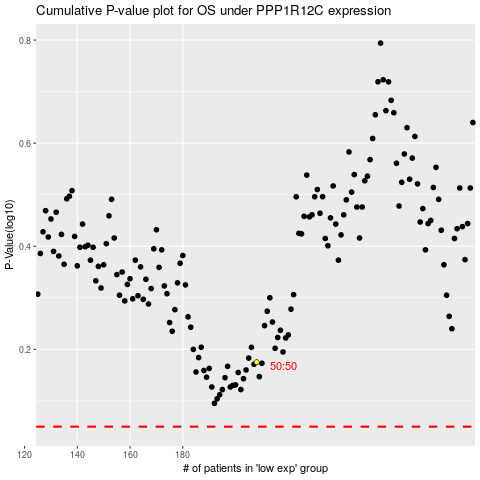 Cumulative P-value plot for OS under PPP1R12C expression
P-Value(log10)
0.8
0.6
0.4
0.2
50:50
120 140 160 180
# of patients in 'low exp' group